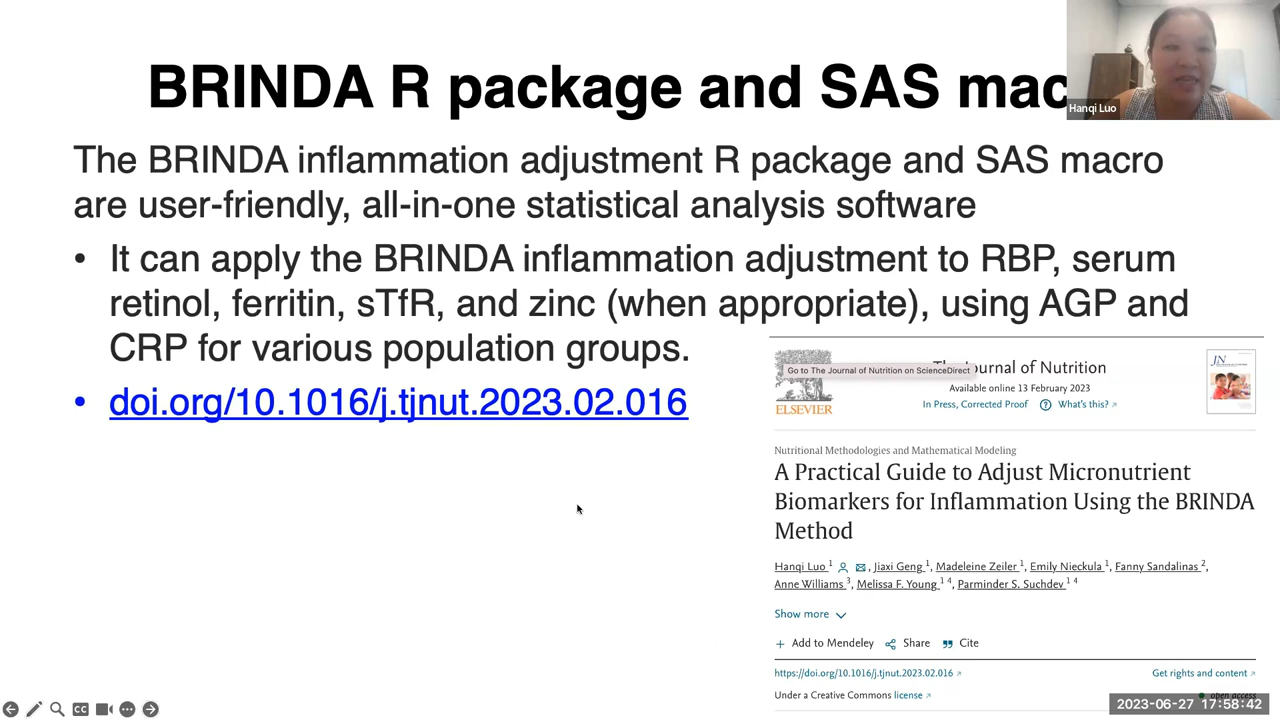 BRINDA R package and SAS mac
Hanqi Luo
The BRINDA inflammation adjustment R package and SAS macro
are user-friendly, all-in-one statistical analysis software
• It can apply the BRINDA inflammation adjustment to RBP, serum
retinol, ferritin, sTfR, and zinc (when appropriate), using AGP and
CRP for various population groups.
• doi.org/10.1016/j.tjnut.2023.02.016
ELSEVIER
Journal of Nutrition
Go to The Journal of Nutrition on ScienceDirect
Available online 13 February 2023
In Press, Corrected Proof ? What's this? ↗
JN
Nutritional Methodologies and Mathematical Modeling
A Practical Guide to Adjust Micronutrient
Biomarkers for Inflammation Using the BRINDA
Method
Hanqi Luo 1, Jiaxi Geng 1, Madeleine Zeiler 1, Emily Nieckula 1, Fanny Sandalinas 2,
Anne Williams 3, Melissa F. Young 1 4, Parminder S. Suchdev 1 4
Show more
+ Add to Mendeley Share Cite
https://doi.org/10.1016/j.tjnut.2023.02.016 ↗
Get rights and content ↗
Under a Creative Commons license ↗
open access
CC
2023-06-27 17:58:42